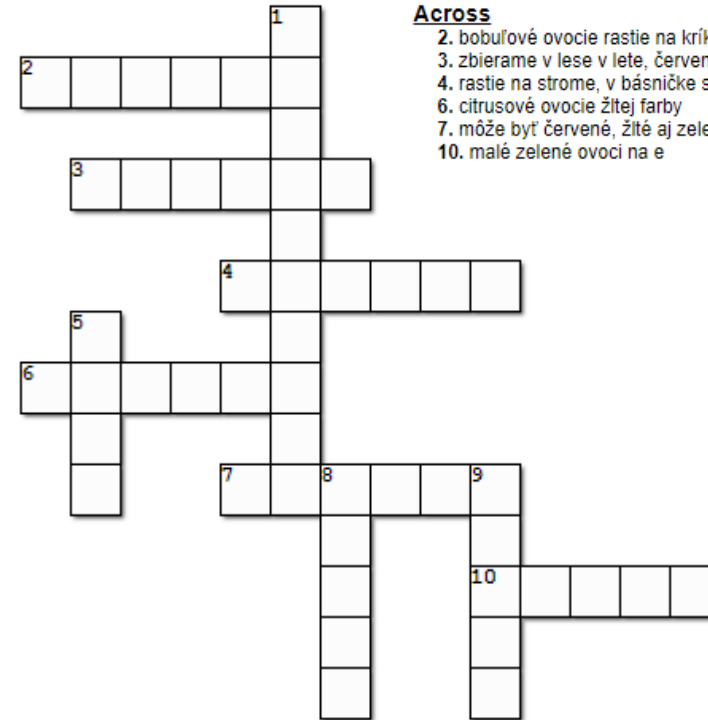 Across
2. bobuľové ovocie rastie na krík
3. zbierame v lese v lete, červen
4. rastie na strome, v básničke s
6. citrusové ovocie žltej farby
7. môže byť červené, žlté aj zele
10. malé zelené ovoci na e
1
2
3
4
5
6
7
8
9
10